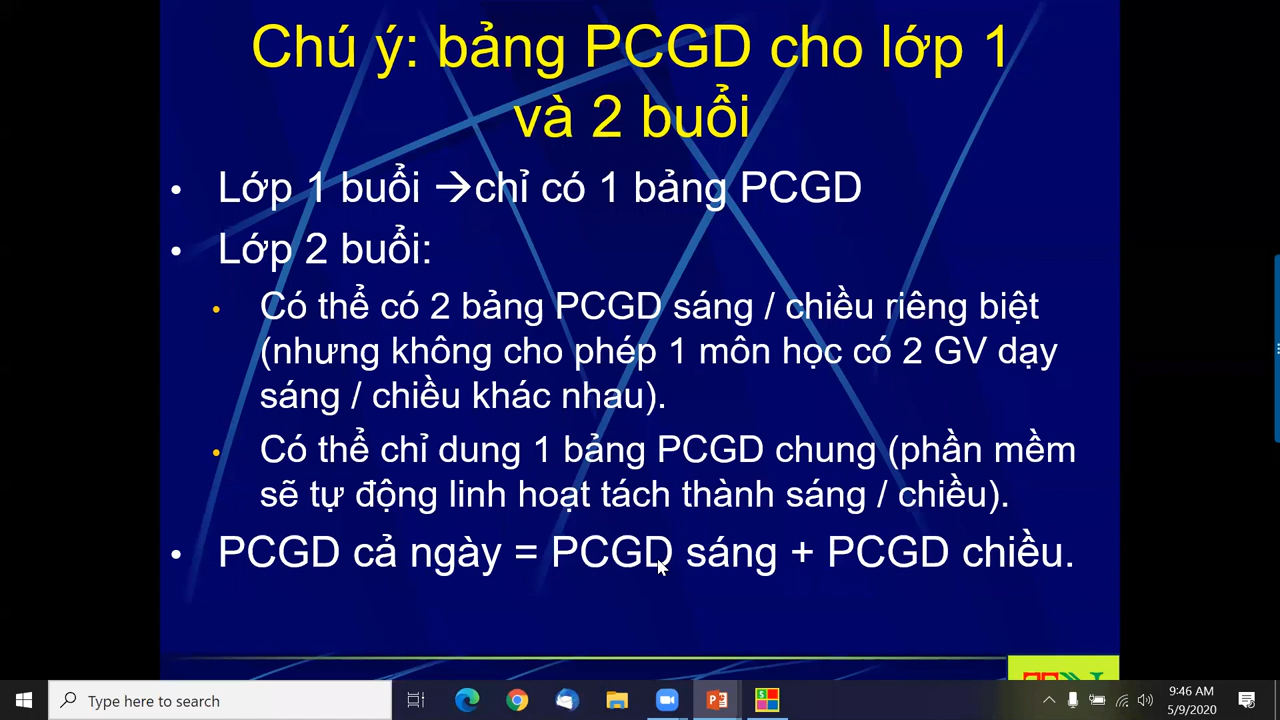 Chú ý: bảng PCGD cho lớp 1
và 2 buổi
• Lớp 1 buổi →chỉ có 1 bảng PCGD
• Lớp 2 buổi:
• Có thể có 2 bảng PCGD sáng / chiều riêng biệt
(nhưng không cho phép 1 môn học có 2 GV dạy
sáng / chiều khác nhau).
• Có thể chỉ dung 1 bảng PCGD chung (phần mềm
sẽ tự động linh hoạt tách thành sáng / chiều).
• PCGD cả ngày = PCGD sáng + PCGD chiều.
Type here to search
9:46 AM
5/9/2020